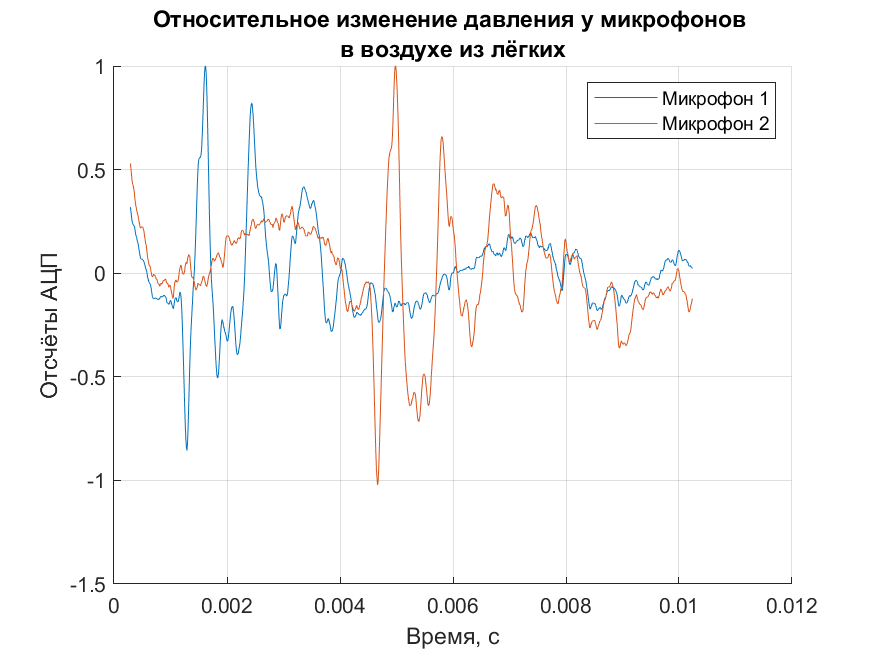 Относительное изменение давления у микрофонов
в воздухе из лёгких
Микрофон 1
Микрофон 2
Отсчёты АЦП
1
0.5
0
-0.5
-1
-1.5
0
0.002
0.004
0.006
0.008
0.01
0.012
Время, с